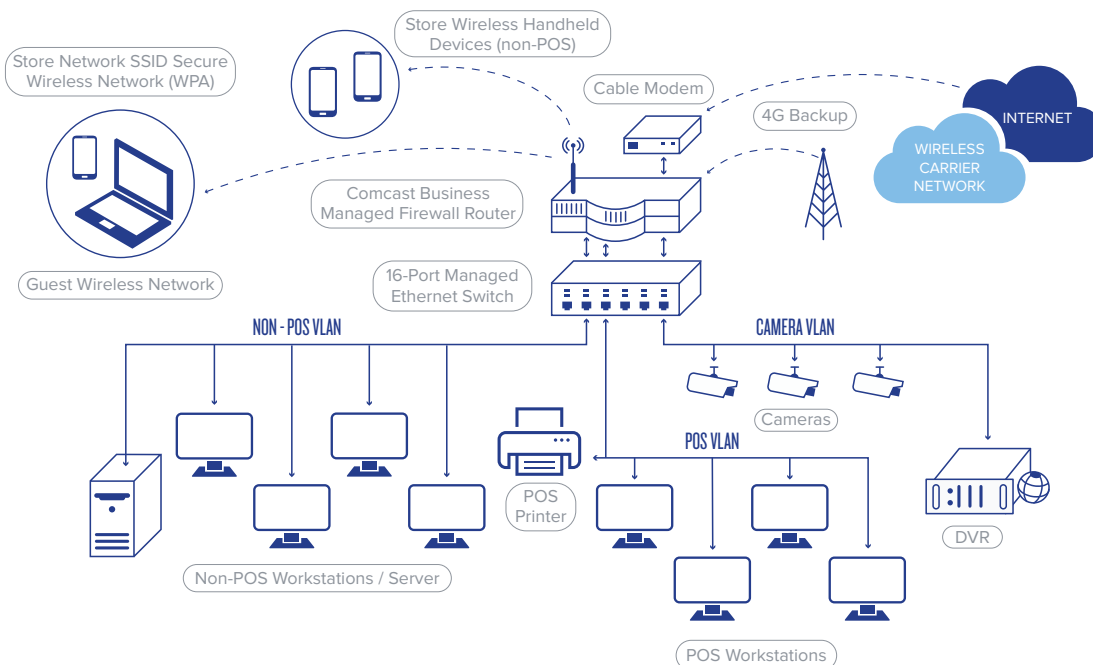 Store Wireless Handheld
Devices (non-POS)
Store Network SSID Secure
Wireless Network (WPA)
Cable Modem
4G Backup
INTERNET
WIRELESS
CARRIER
NETWORK
Comcast Business
Managed Firewall Router
Guest Wireless Network
16-Port Managed
Ethernet Switch
NON - POS VLAN
CAMERA VLAN
Cameras
POS VLAN
POS
Printer
DVR
Non-POS Workstations / Server
POS Workstations